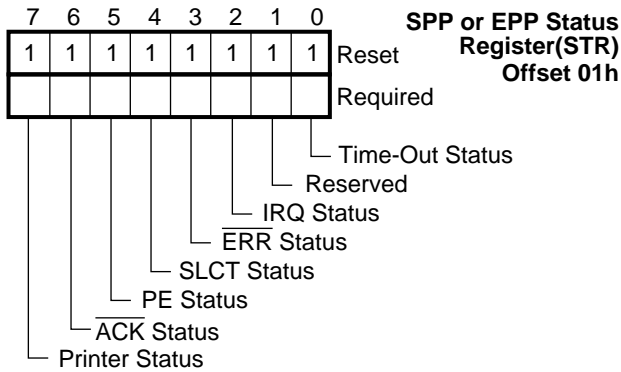 7 6 5 4 3 2 1 0
SPP or EPP Status
Register(STR)
Offset 01h
1 1 1 1 1 1 1 1 Reset
Required
Time-Out Status
Reserved
IRQ Status
ERR Status
SLCT Status
PE Status
ACK Status
Printer Status